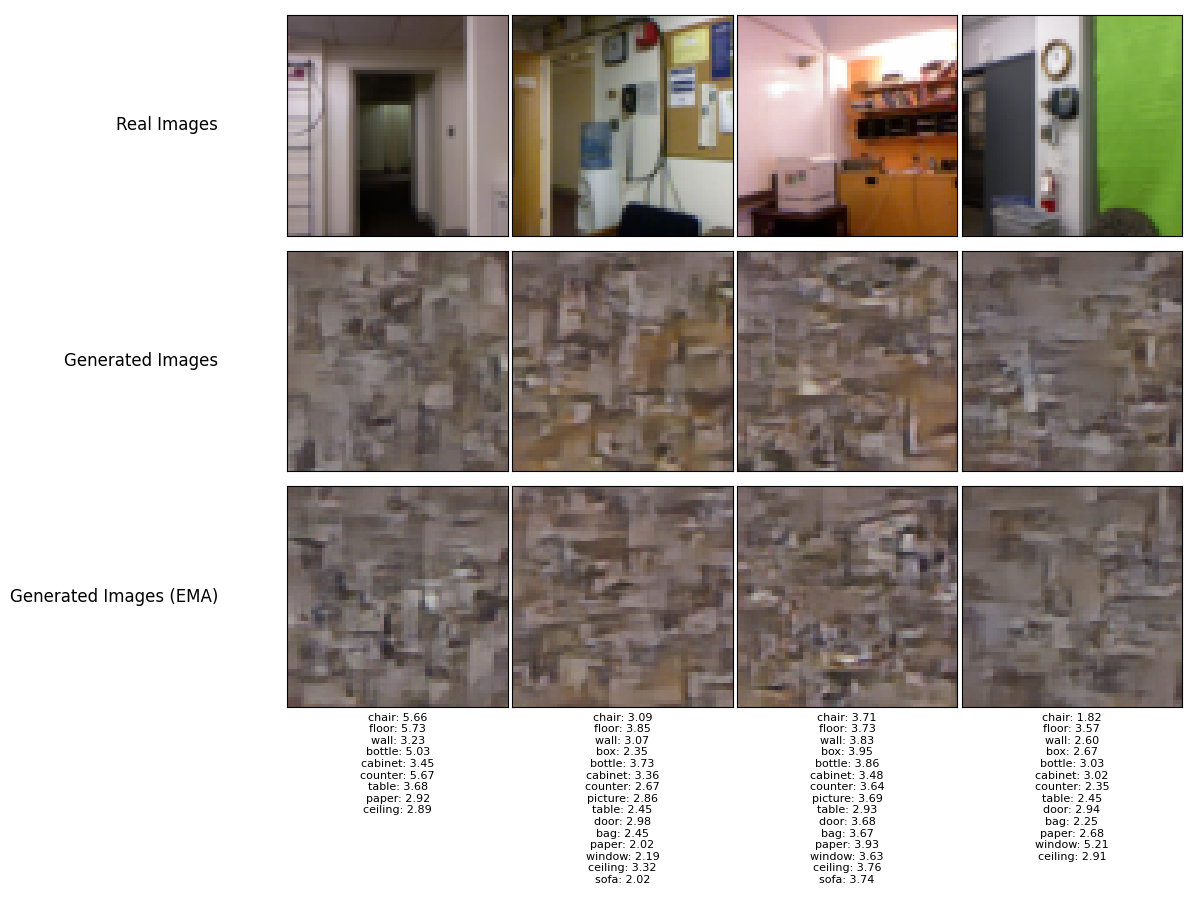 Real Images
Generated Images
Generated Images (EMA)
chair: 5.66
floor: 5.73
wall: 3.23
bottle: 5.03
cabinet: 3.45
counter: 5.67
table: 3.68
paper: 2.92
ceiling: 2.89
chair: 3.09
floor: 3.85
wall: 3.07
box: 2.35
bottle: 3.73
cabinet: 3.36
counter: 2.67
picture: 2.86
table: 2.45
door: 2.98
bag: 2.45
paper: 2.02
window: 2.19
ceiling: 3.32
sofa: 2.02
chair: 3.71
floor: 3.73
wall: 3.83
box: 3.95
bottle: 3.86
cabinet: 3.48
counter: 3.64
picture: 3.69
table: 2.93
door: 3.68
bag: 3.67
paper: 3.93
window: 3.63
ceiling: 3.76
sofa: 3.74
chair: 1.82
floor: 3.57
wall: 2.60
box: 2.67
bottle: 3.03
cabinet: 3.02
counter: 2.35
table: 2.45
door: 2.94
bag: 2.25
paper: 2.68
window: 5.21
ceiling: 2.91